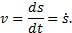 v = ds/dt = ṡ.